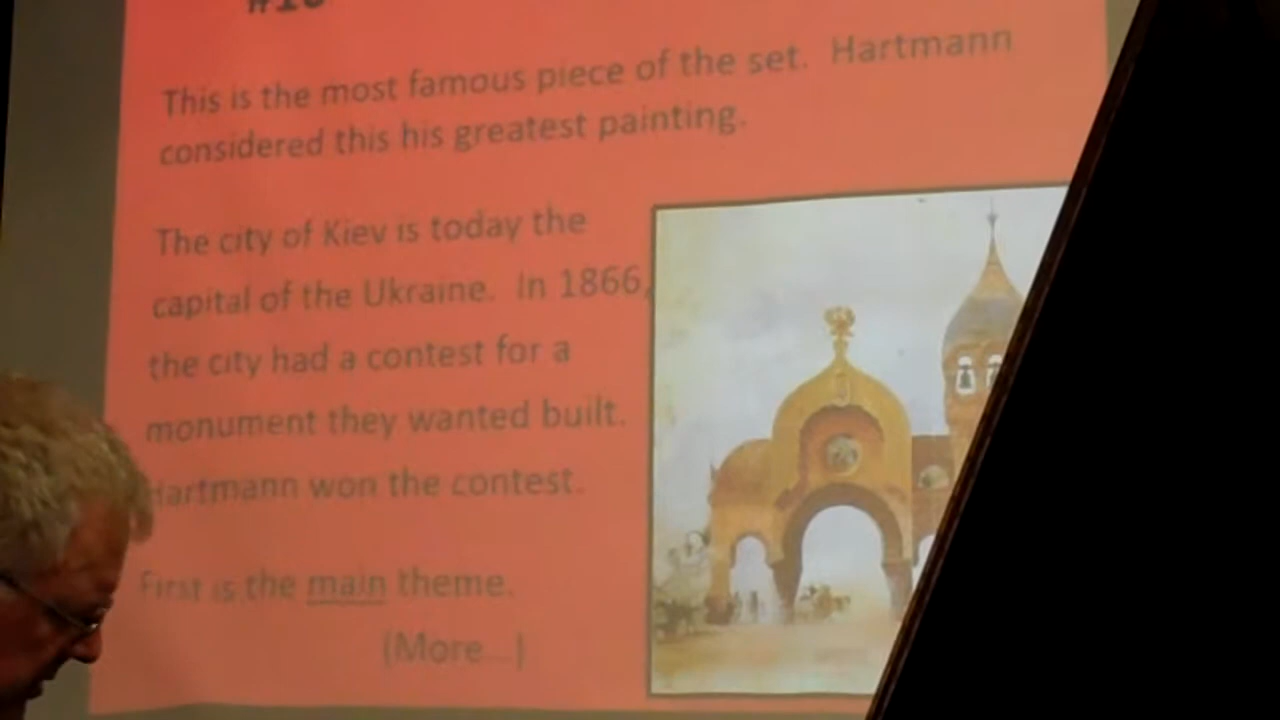 This is the most famous piece of the set. Hartmann
considered this his greatest painting.
The city of Kiev is today the
capital of the Ukraine. In 1866,
the city had a contest for a
monument they wanted built.
Hartmann won the contest.
First is the main theme.
(More...)